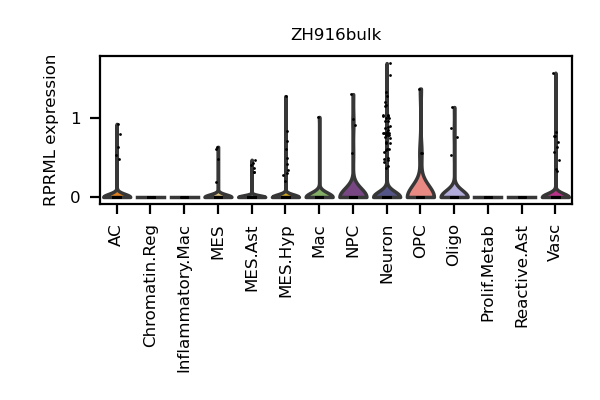 ZH916bulk
RPRML expression
1
0
AC
Chromatin.Reg
Inflammatory.Mac
MES
MES.Ast
MES.Hyp
Mac
NPC
Neuron
OPC
Oligo
Prolif.Metab
Reactive.Ast
Vasc